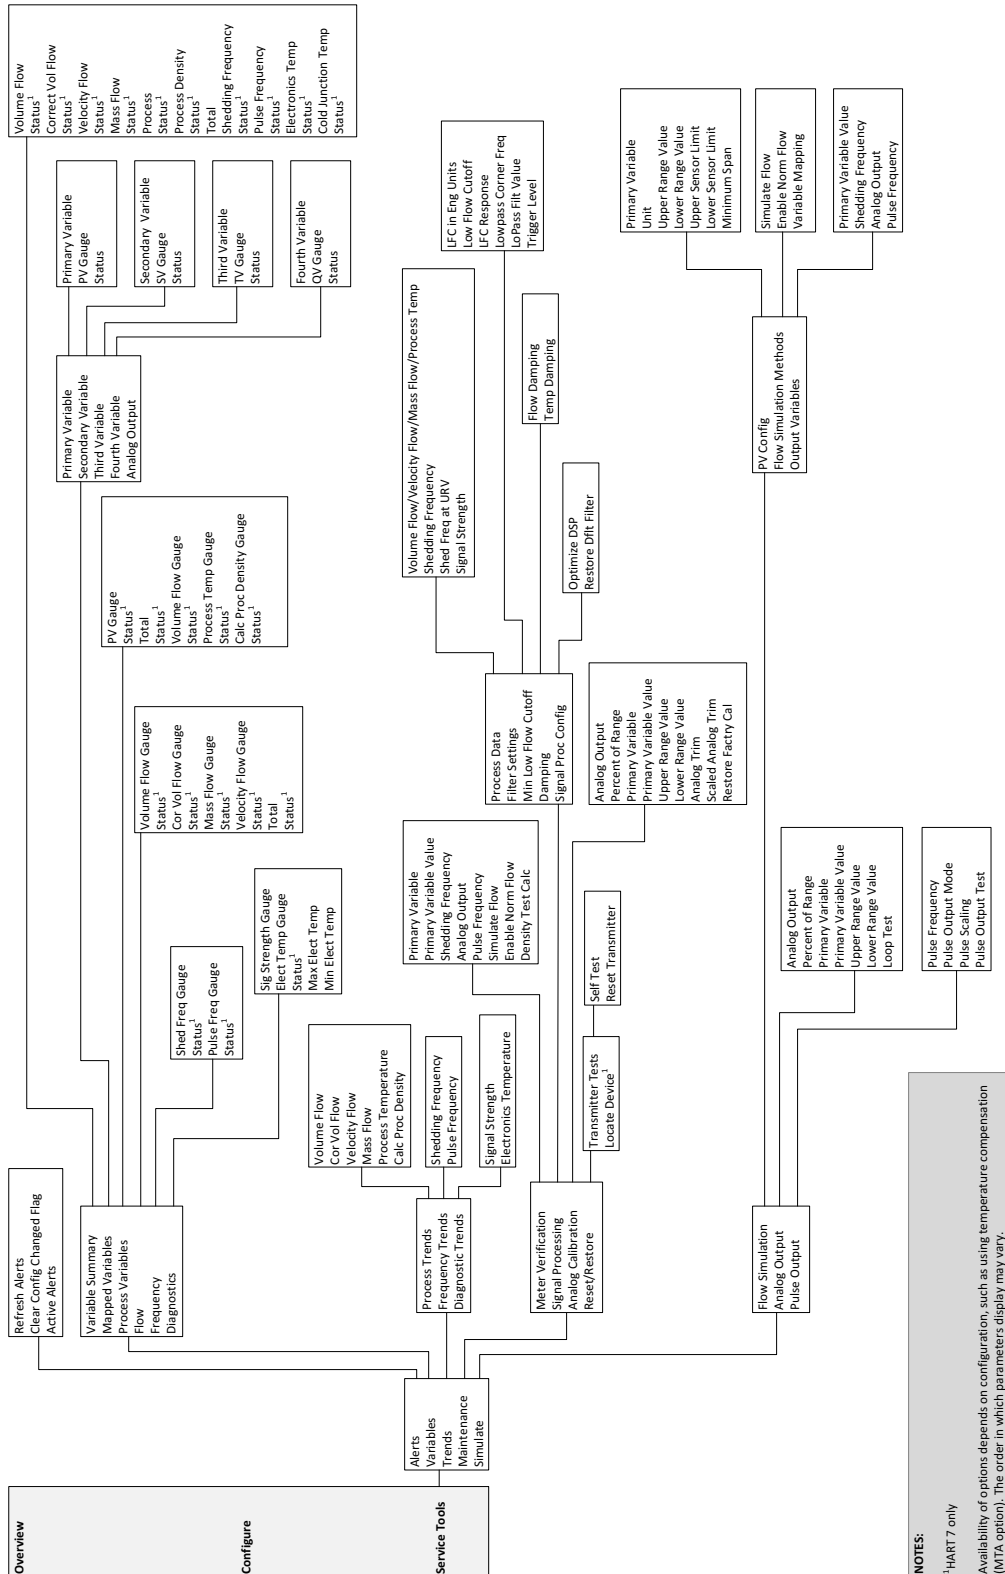 Overview
Configure
Service Tools
Alerts
Variables
Trends
Maintenance
Simulate
Refresh Alerts
Clear Config Changed Flag
Active Alerts
Variable Summary
Mapped Variables
Process Variables
Flow
Frequency
Diagnostics
Volume Flow
Status¹
Correct Vol Flow
Status¹
Velocity Flow
Status¹
Mass Flow
Status¹
Process
Status¹
Process Density
Status¹
Total
Shedding Frequency
Status¹
Pulse Frequency
Status¹
Electronics Temp
Status¹
Cold Junction Temp
Status¹
Primary Variable
Secondary Variable
Third Variable
Fourth Variable
Analog Output
Primary Variable
PV Gauge
Status
Secondary Variable
SV Gauge
Status
Third Variable
TV Gauge
Status
Fourth Variable
QV Gauge
Status
PV Gauge
Status¹
Total
Status¹
Volume Flow Gauge
Status¹
Process Temp Gauge
Status¹
Calc Proc Density Gauge
Status¹
Volume Flow Gauge
Status¹
Cor Vol Flow Gauge
Status¹
Mass Flow Gauge
Status¹
Velocity Flow Gauge
Status¹
Total
Status¹
Shed Freq Gauge
Status¹
Pulse Freq Gauge
Status¹
Sig Strength Gauge
Elect Temp Gauge
Status¹
Max Elect Temp
Min Elect Temp
Process Trends
Frequency Trends
Diagnostic Trends
Volume Flow
Cor Vol Flow
Velocity Flow
Mass Flow
Process Temperature
Calc Proc Density
Shedding Frequency
Pulse Frequency
Signal Strength
Electronics Temperature
Meter Verification
Signal Processing
Analog Calibration
Reset/Restore
Primary Variable
Primary Variable Value
Shedding Frequency
Analog Output
Pulse Frequency
Simulate Flow
Enable Norm Flow
Density Test Calc
Process Data
Filter Settings
Min Low Flow Cutoff
Damping
Signal Proc Config
Volume Flow/Velocity Flow/Mass Flow/Process Temp
Shedding Frequency
Shed Freq at URV
Signal Strength
LFC in Eng Units
Low Flow Cutoff
LFC Response
Lowpass Corner Freq
LoPass Filt Value
Trigger Level
Flow Damping
Temp Damping
Optimize DSP
Restore Dflt Filter
Analog Output
Percent of Range
Primary Variable
Primary Variable Value
Upper Range Value
Lower Range Value
Analog Trim
Scaled Analog Trim
Restore Factry Cal
Transmitter Tests
Locate Device¹
Self Test
Reset Transmitter
Flow Simulation
Analog Output
Pulse Output
PV Config
Flow Simulation Methods
Output Variables
Primary Variable
Unit
Upper Range Value
Lower Range Value
Upper Sensor Limit
Lower Sensor Limit
Minimum Span
Simulate Flow
Enable Norm Flow
Variable Mapping
Primary Variable Value
Shedding Frequency
Analog Output
Pulse Frequency
Analog Output
Percent of Range
Primary Variable
Primary Variable Value
Upper Range Value
Lower Range Value
Loop Test
Pulse Frequency
Pulse Output Mode
Pulse Scaling
Pulse Output Test
NOTES:
¹HART 7 only
Availability of options depends on configuration, such as using temperature compensation
(MTA option). The order in which parameters display may vary.